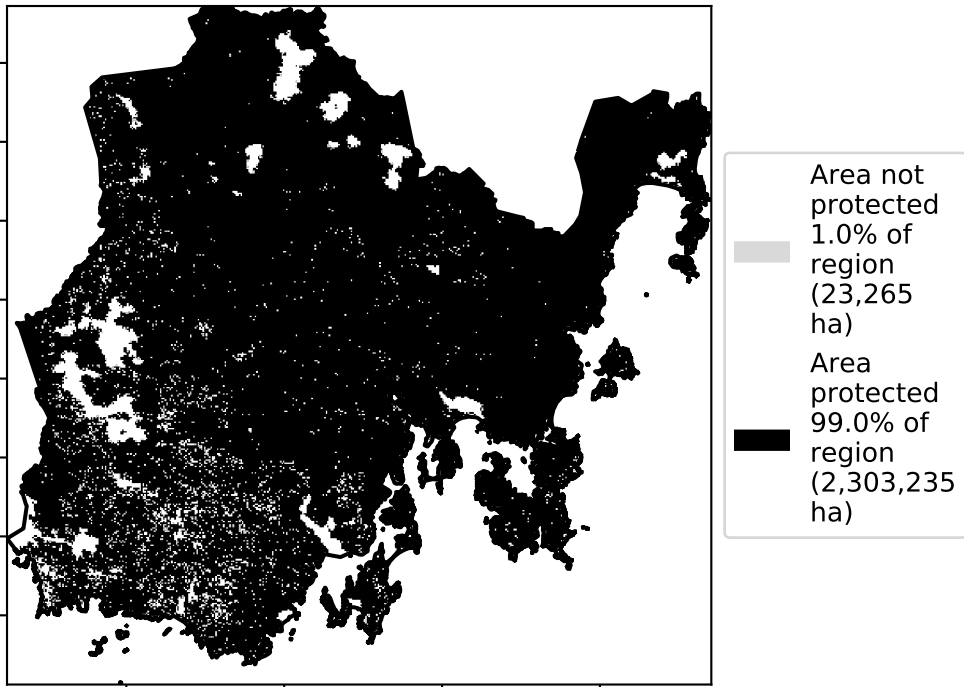 Area not
protected
1.0% of
region
(23,265
ha)
Area
protected
99.0% of
region
(2,303,235
ha)